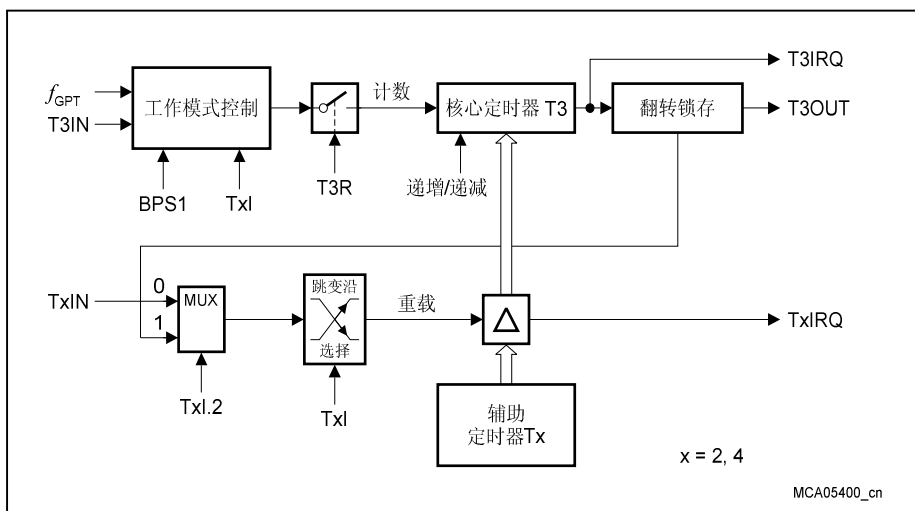 T3IRQ
fGPT
T3IN
工作模式控制
计数
核心定时器 T3
翻转锁存
T3OUT
BPS1
TxI
T3R
递增/递减
TxIN
0
1
MUX
跳变沿
选择
重载
TxIRQ
TxI.2
TxI
辅助
定时器Tx
x = 2, 4
MCA05400_cn